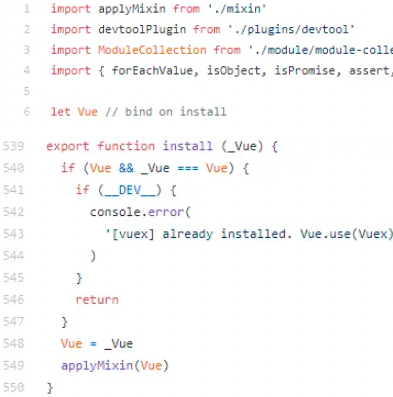 1 import applyMixin from './mixin'
2 import devtoolPlugin from './plugins/devtool'
3 import ModuleCollection from './module/module-colle
4 import { forEachValue, isObject, isPromise, assert,
5
6 let Vue // bind on install
539 export function install (_Vue) {
540 if (Vue && _Vue === Vue) {
541 if (__DEV__) {
542 console.error(
543 '[vuex] already installed. Vue.use(Vuex)
544 )
545 }
546 return
547 }
548 Vue = _Vue
549 applyMixin(Vue)
550 }